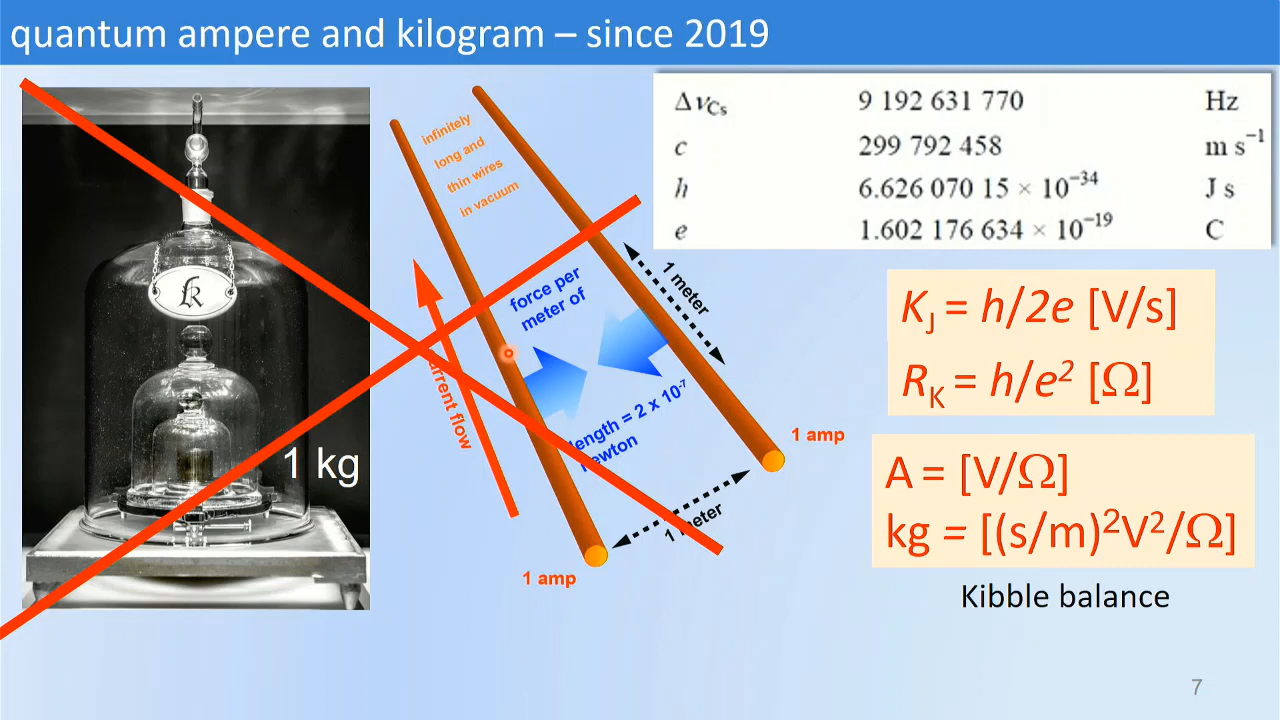 quantum ampere and kilogram – since 2019
k
1 kg
infinitely
long and
thin wires
in vacuum
force per
meter of
length = 2 x 10⁻⁷
newton
current flow
1 meter
1 meter
1 amp
1 amp
Δν_Cs 9 192 631 770 Hz
c 299 792 458 m s⁻¹
h 6.626 070 15 × 10⁻³⁴ J s
e 1.602 176 634 × 10⁻¹⁹ C
K_J = h/2e [V/s]
R_K = h/e² [Ω]
A = [V/Ω]
kg = [(s/m)²V²/Ω]
Kibble balance
7